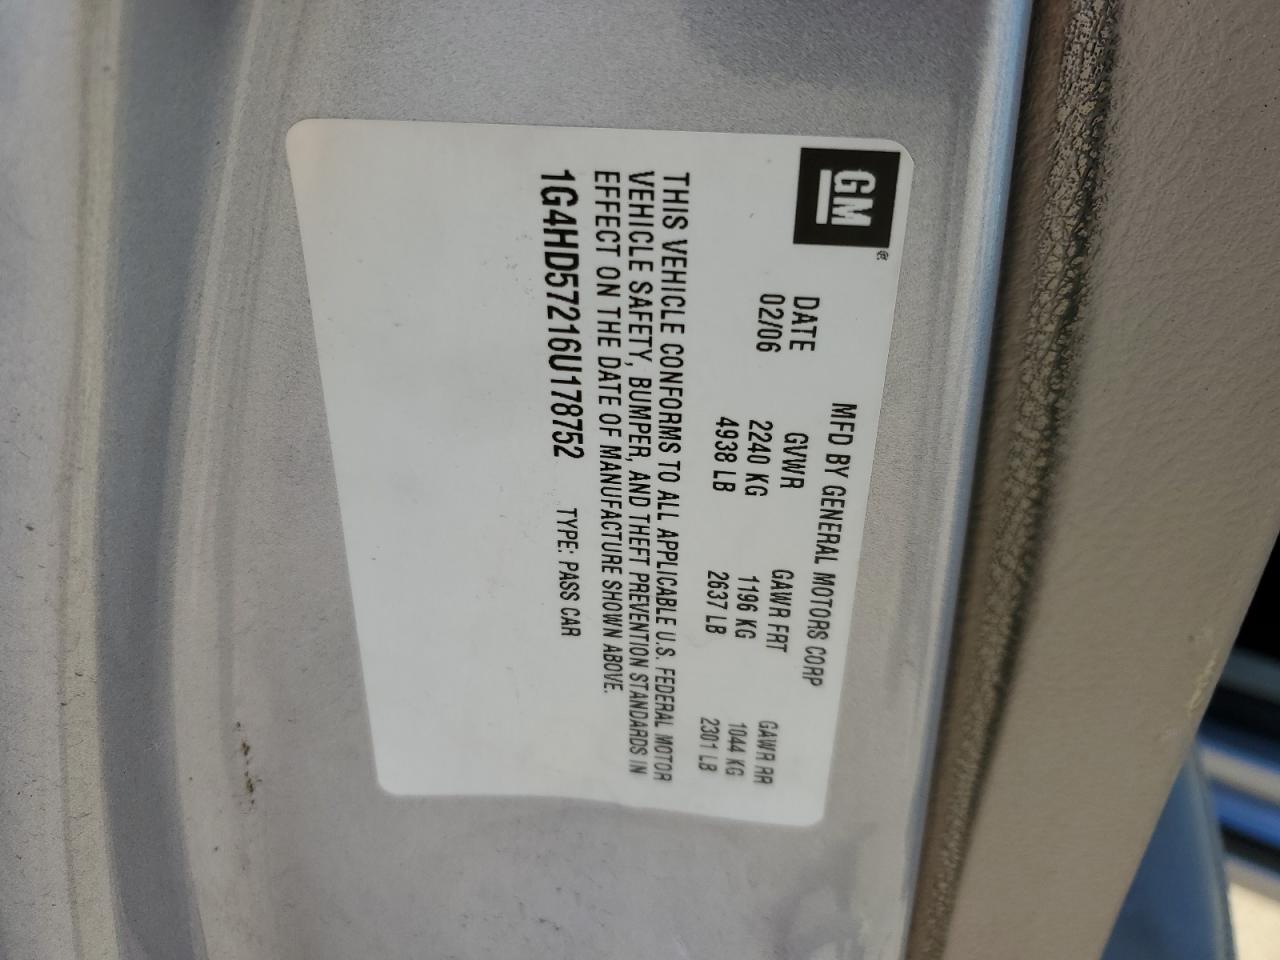 GM®
MFD BY GENERAL MOTORS CORP
DATE GVWR GAWR FRT GAWR RR
02/06 2240 KG 1196 KG 1044 KG
4938 LB 2637 LB 2301 LB
THIS VEHICLE CONFORMS TO ALL APPLICABLE U.S. FEDERAL MOTOR
VEHICLE SAFETY, BUMPER, AND THEFT PREVENTION STANDARDS IN
EFFECT ON THE DATE OF MANUFACTURE SHOWN ABOVE.
1G4HD57216U178752 TYPE: PASS CAR